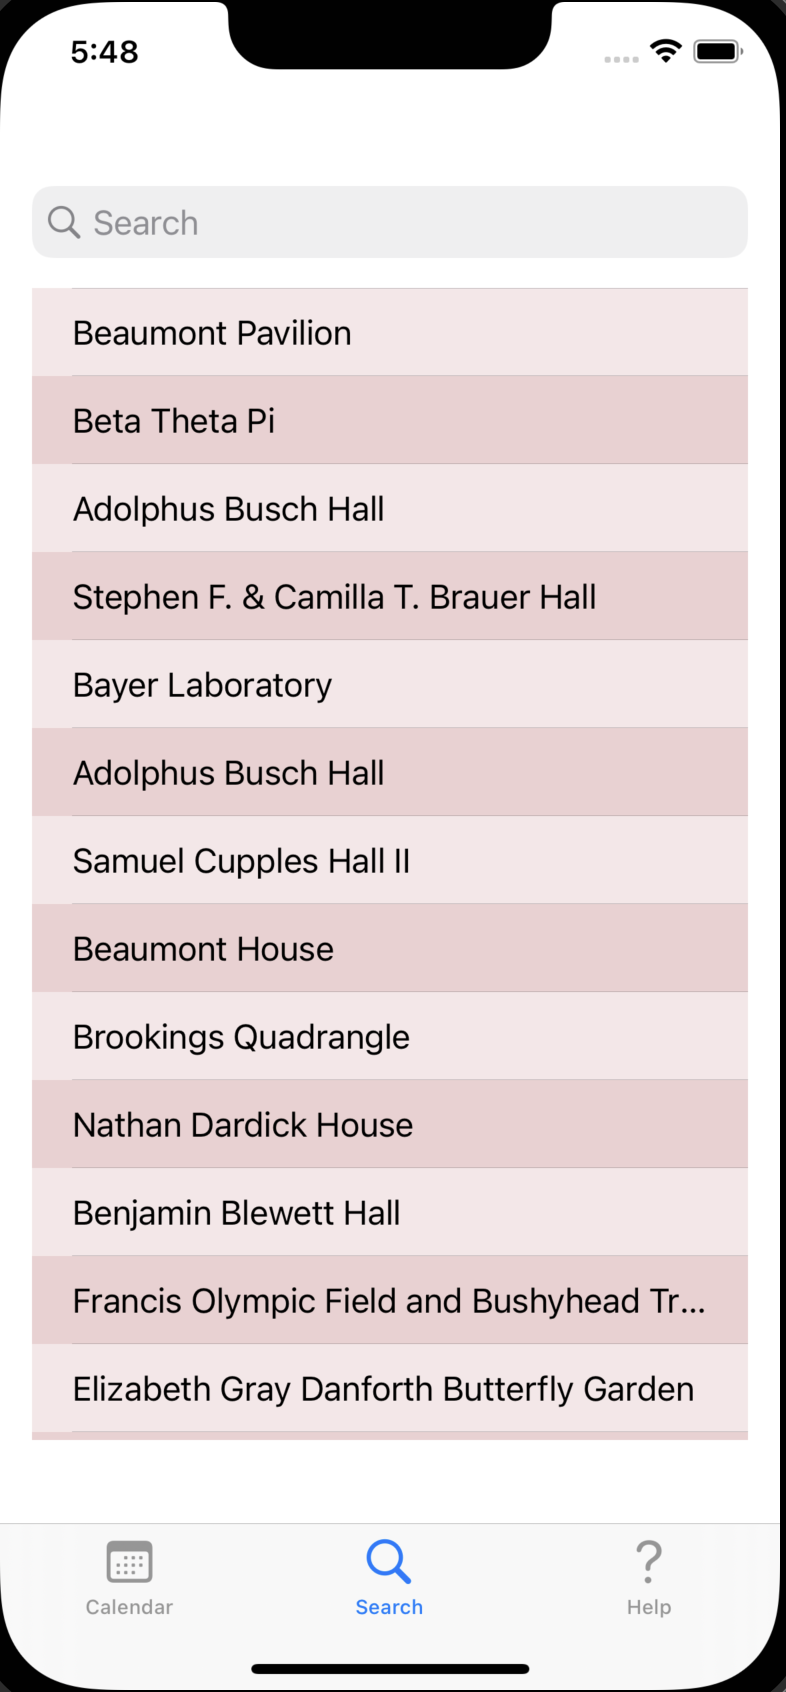 5:48
Search
Beaumont Pavilion
Beta Theta Pi
Adolphus Busch Hall
Stephen F. & Camilla T. Brauer Hall
Bayer Laboratory
Adolphus Busch Hall
Samuel Cupples Hall II
Beaumont House
Brookings Quadrangle
Nathan Dardick House
Benjamin Blewett Hall
Francis Olympic Field and Bushyhead Tr...
Elizabeth Gray Danforth Butterfly Garden
Calendar
Search
Help